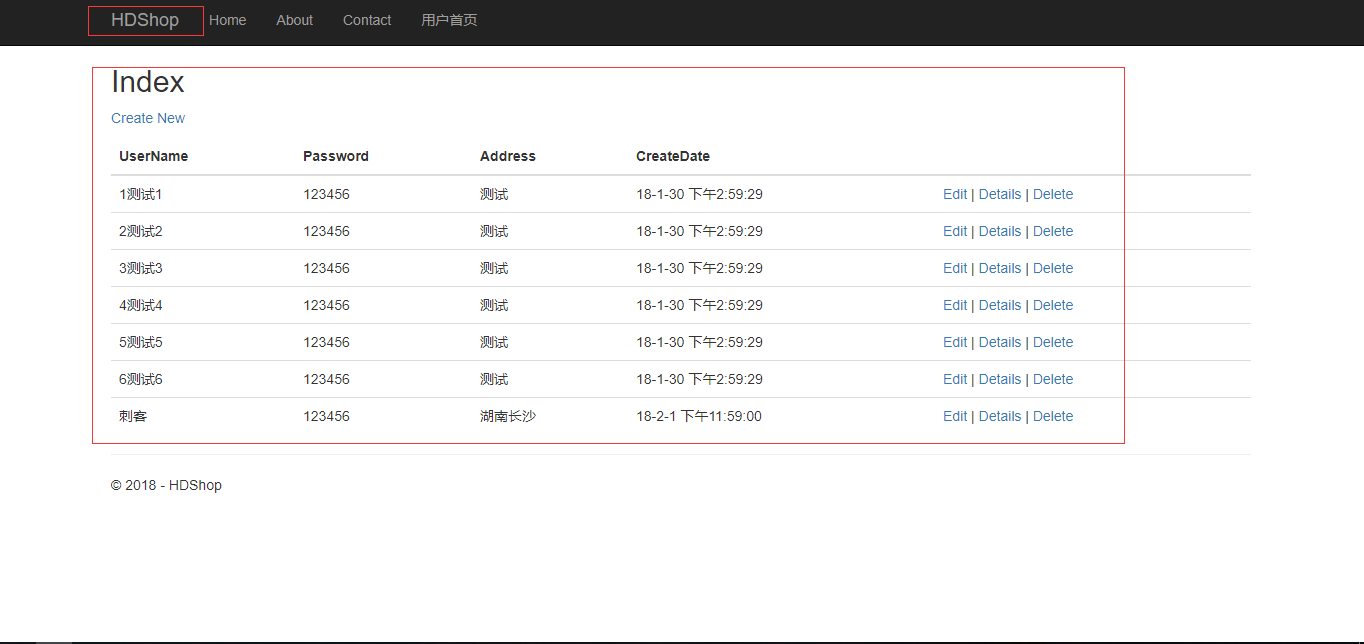 HDShop Home About Contact 用户首页
Index
Create New
UserName Password Address CreateDate
1测试1 123456 测试 18-1-30 下午2:59:29 Edit | Details | Delete
2测试2 123456 测试 18-1-30 下午2:59:29 Edit | Details | Delete
3测试3 123456 测试 18-1-30 下午2:59:29 Edit | Details | Delete
4测试4 123456 测试 18-1-30 下午2:59:29 Edit | Details | Delete
5测试5 123456 测试 18-1-30 下午2:59:29 Edit | Details | Delete
6测试6 123456 测试 18-1-30 下午2:59:29 Edit | Details | Delete
刺客 123456 湖南长沙 18-2-1 下午11:59:00 Edit | Details | Delete
© 2018 - HDShop